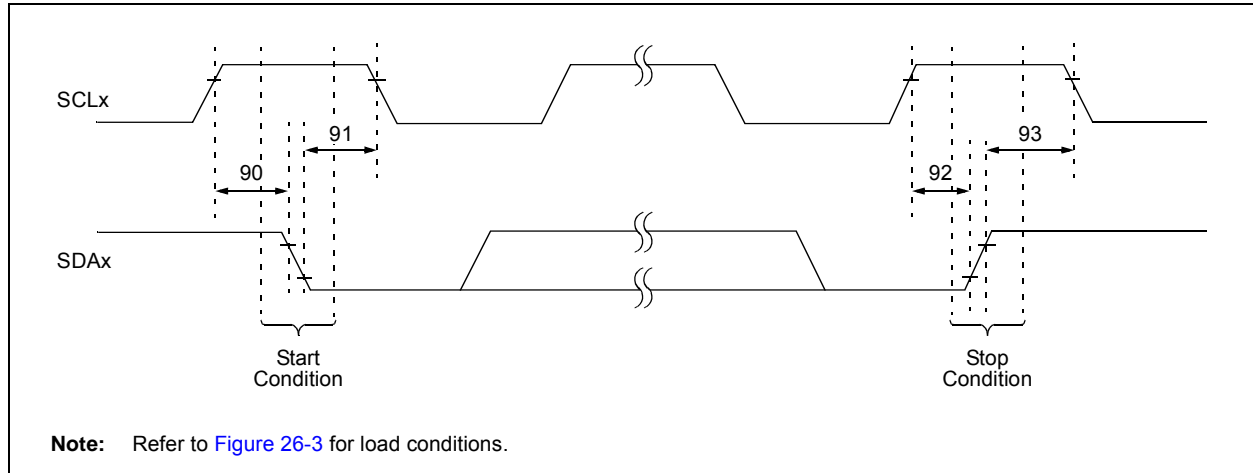 SCLx
91
93
90
92
SDAx
Start
Condition
Stop
Condition
Note: Refer to Figure 26-3 for load conditions.